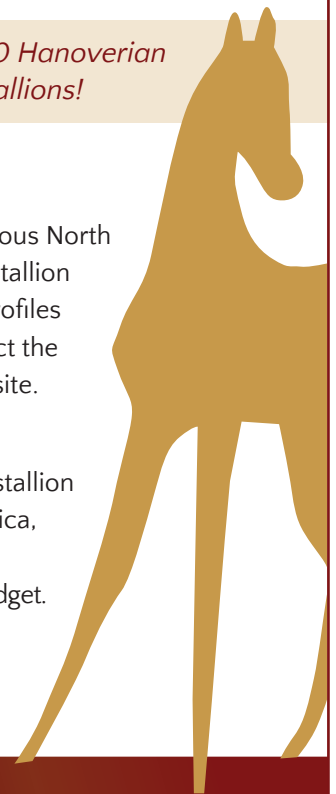 0 Hanoverian
allions!
ous North
tallion
ofiles
ct the
site.
stallion
ica,
dget.